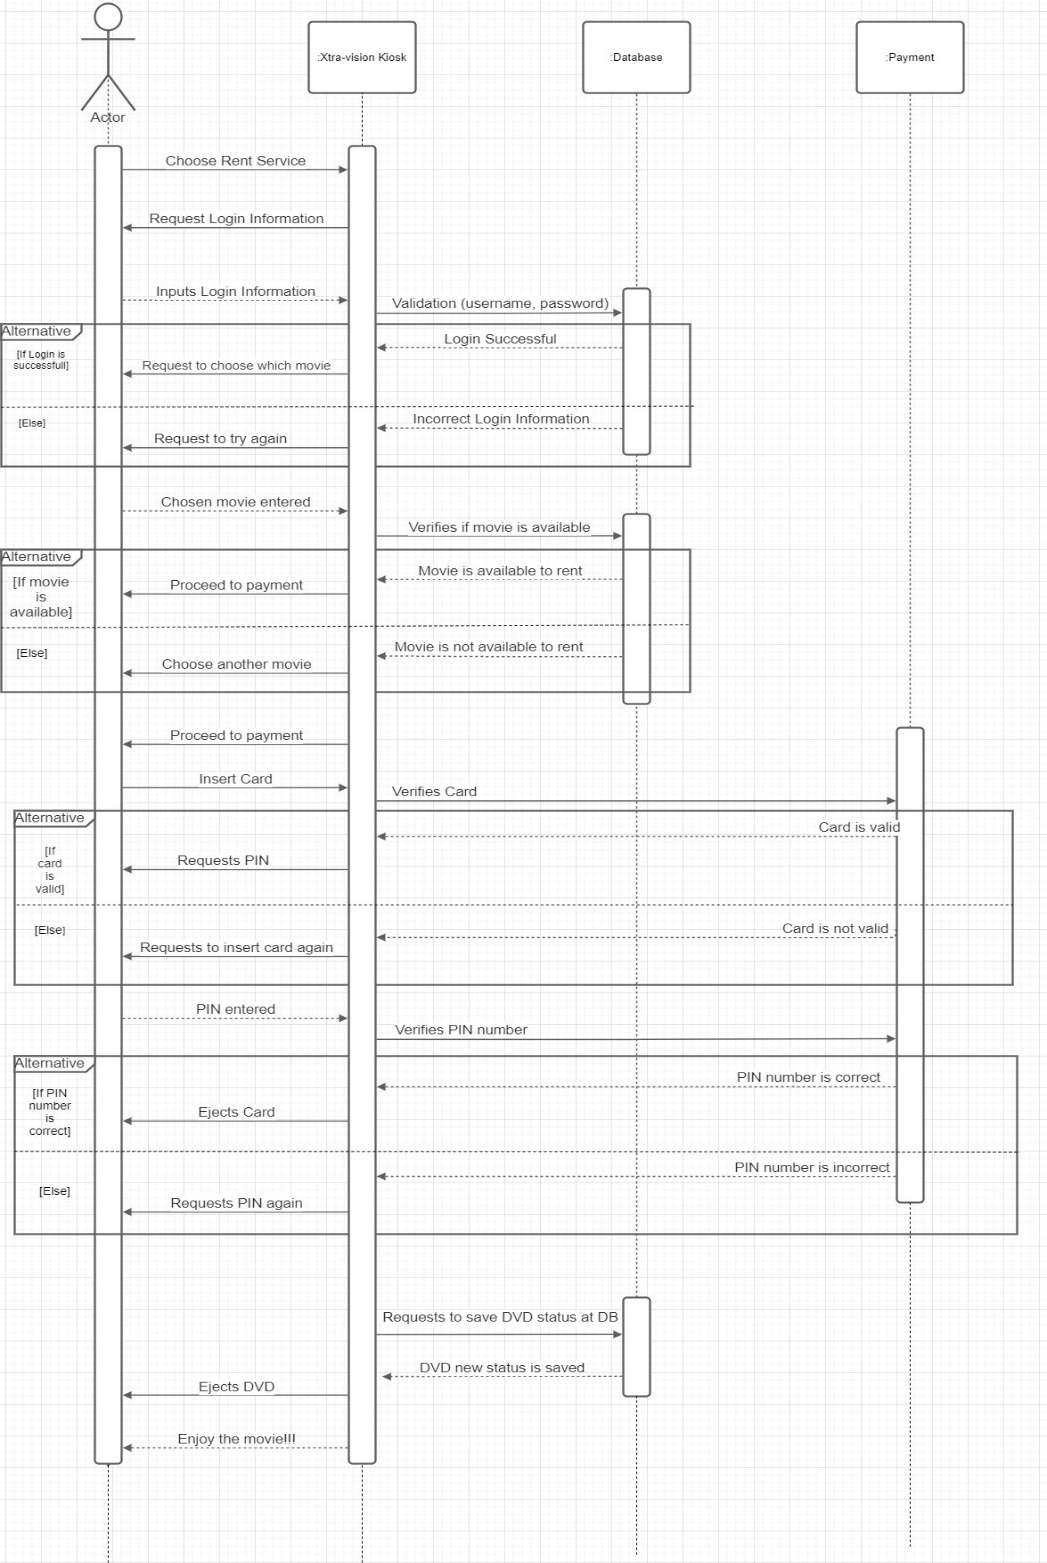 :Xtra-vision Kiosk
:Database
:Payment
Actor
Choose Rent Service
Request Login Information
Inputs Login Information
Validation (username, password)
Alternative
Login Successful
[If Login is
successfull]
Request to choose which movie
[Else]
Incorrect Login Information
Request to try again
Chosen movie entered
Verifies if movie is available
Alternative
Movie is available to rent
[If movie
is
available]
Proceed to payment
[Else]
Movie is not available to rent
Choose another movie
Proceed to payment
Insert Card
Verifies Card
Alternative
Card is valid
[If
card
is
valid]
Requests PIN
[Else]
Card is not valid
Requests to insert card again
PIN entered
Verifies PIN number
Alternative
PIN number is correct
[If PIN
number
is
correct]
Ejects Card
PIN number is incorrect
[Else]
Requests PIN again
Requests to save DVD status at DB
DVD new status is saved
Ejects DVD
Enjoy the movie!!!